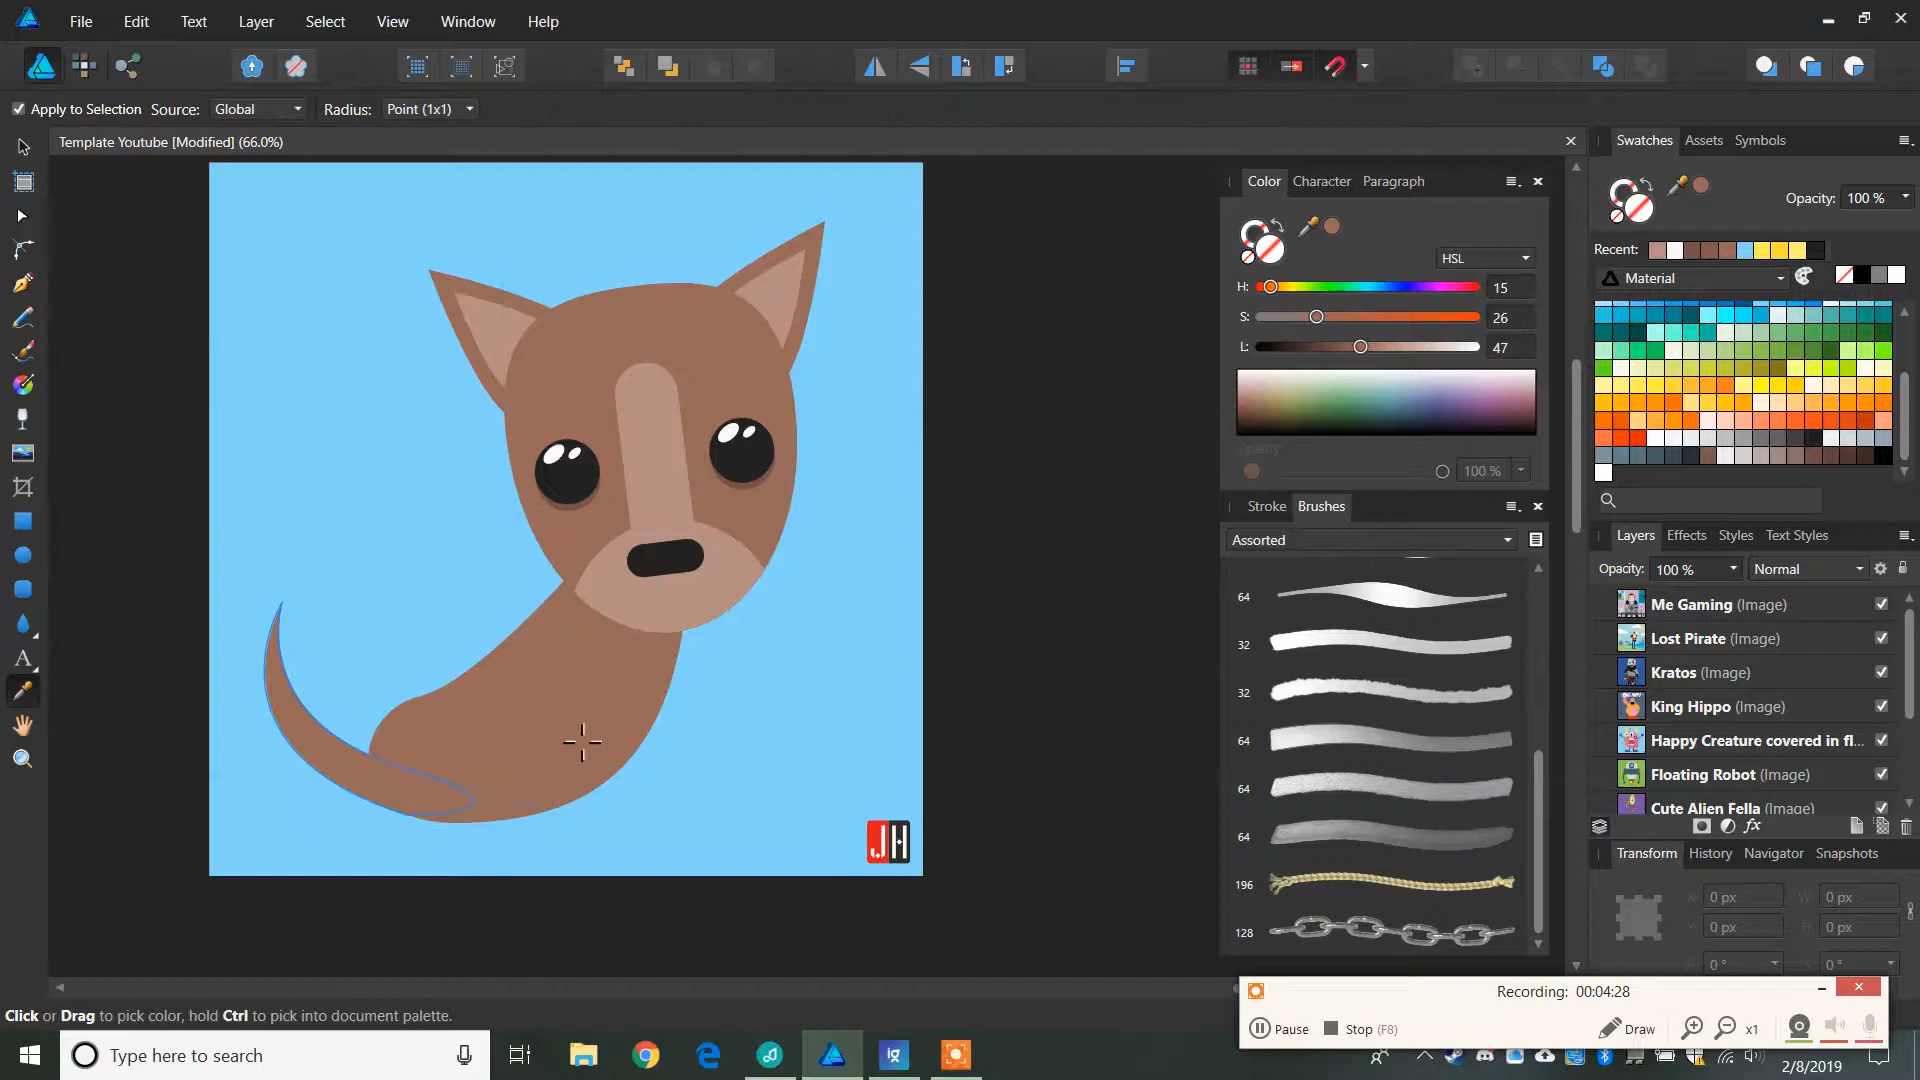 File Edit Text Layer Select View Window Help
Apply to Selection Source: Global Radius: Point (1x1)
Template Youtube [Modified] (66.0%)
Swatches Assets Symbols
Color Character Paragraph
Opacity: 100 %
Recent:
HSL
Material
H: 15
S: 26
L: 47
Opacity
100 %
Stroke Brushes
Assorted
64
32
32
64
64
64
196
128
Layers Effects Styles Text Styles
Opacity: 100 % Normal
Me Gaming (Image)
Lost Pirate (Image)
Kratos (Image)
King Hippo (Image)
Happy Creature covered in fl...
Floating Robot (Image)
Cute Alien Fella (Image)
fx
Transform History Navigator Snapshots
X: 0 px W: 0 px
Y: 0 px H: 0 px
R: 0 ° S: 0 °
JH
Recording: 00:04:28
Pause Stop (F8) Draw x1
Click or Drag to pick color, hold Ctrl to pick into document palette.
Type here to search
ig
2/8/2019